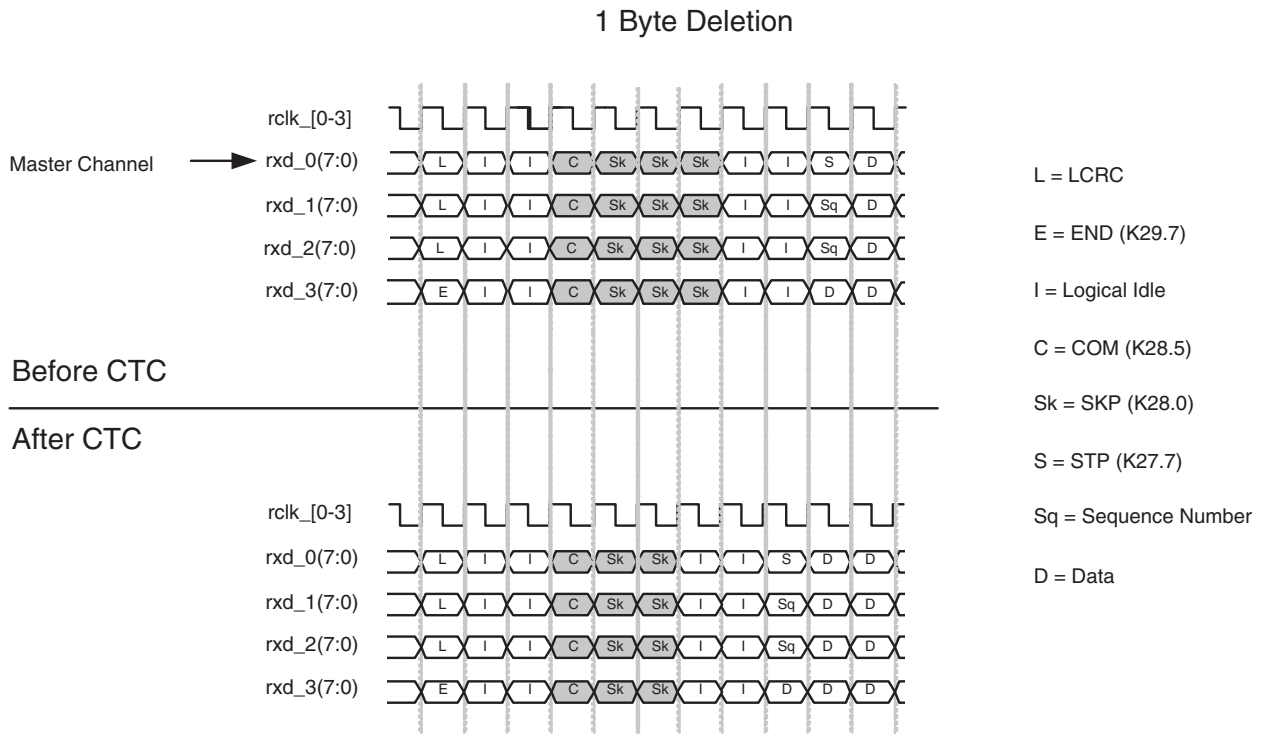 1 Byte Deletion
rclk_[0-3]
Master Channel
rxd_0(7:0) L I I C Sk Sk Sk I I S D
rxd_1(7:0) L I I C Sk Sk Sk I I Sq D
rxd_2(7:0) L I I C Sk Sk Sk I I Sq D
rxd_3(7:0) E I I C Sk Sk Sk I I D D
Before CTC
After CTC
rclk_[0-3]
rxd_0(7:0) L I I C Sk Sk I I S D D
rxd_1(7:0) L I I C Sk Sk I I Sq D D
rxd_2(7:0) L I I C Sk Sk I I Sq D D
rxd_3(7:0) E I I C Sk Sk I I D D D
L = LCRC
E = END (K29.7)
I = Logical Idle
C = COM (K28.5)
Sk = SKP (K28.0)
S = STP (K27.7)
Sq = Sequence Number
D = Data